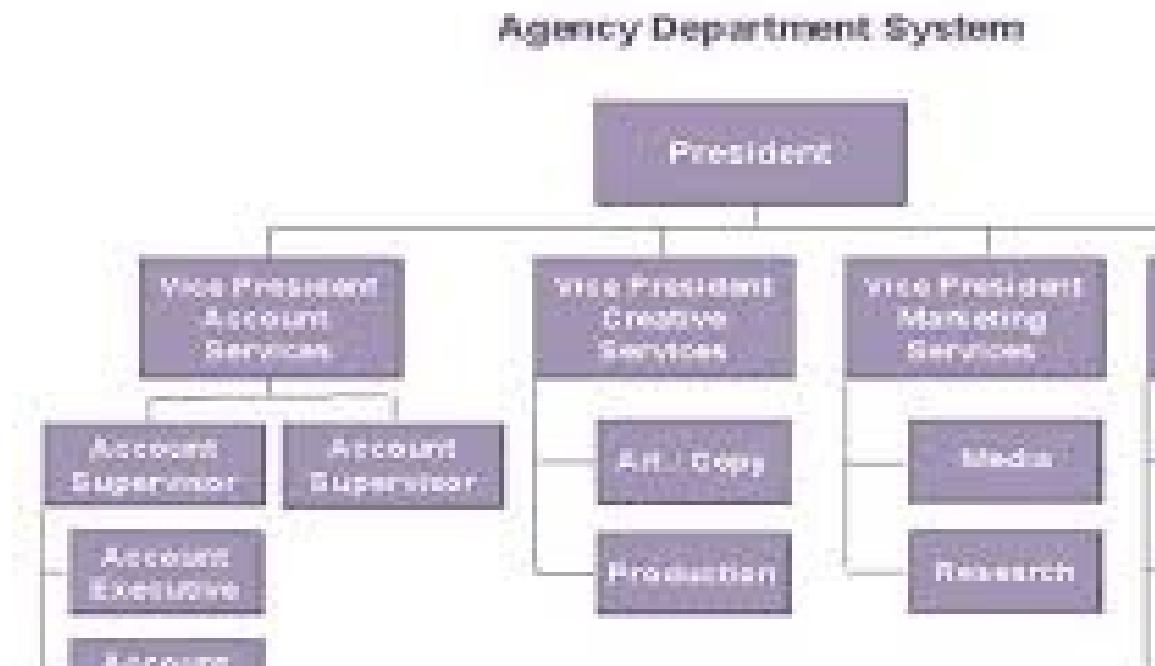 Agency Department System
President
Vice President
Account
Services
Vice President
Creative
Services
Vice President
Marketing
Services
Account
Supervisor
Account
Supervisor
Art / Copy
Media
Account
Executive
Production
Research
Account